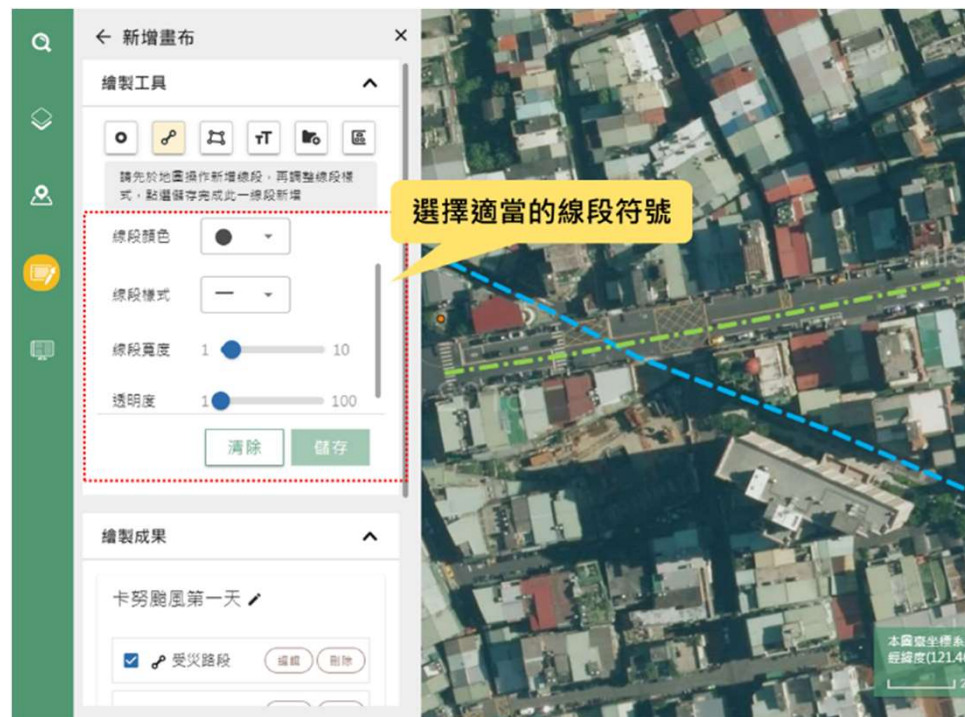 ← 新增畫布 ×
繪製工具
請先於地圖操作新增線段，再調整線段樣
式，點選儲存完成此一線段新增
選擇適當的線段符號
線段顏色
線段樣式
線段寬度 1 10
透明度 1 100
清除 儲存
繪製成果
卡努颱風第一天
受災路段 編輯 刪除
本圖臺坐標系
經緯度(121.46